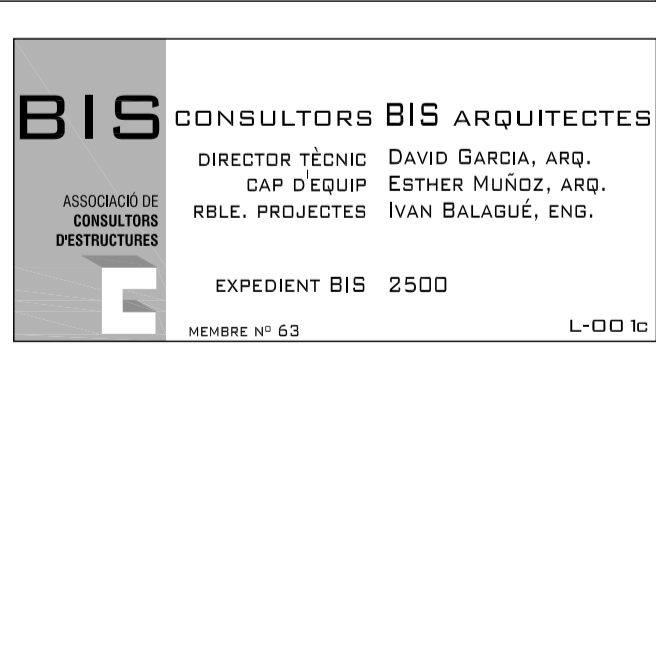 BIS
ASSOCIACIÓ DE
CONSULTORS
D'ESTRUCTURES
CONSULTORS BIS ARQUITECTES
DIRECTOR TÈCNIC DAVID GARCIA, ARQ.
CAP D'EQUIP ESTHER MUÑOZ, ARQ.
RBLE. PROJECTES IVAN BALAGUÉ, ENG.
EXPEDIENT BIS 2500
MEMBRE Nº 63
L-00 1c